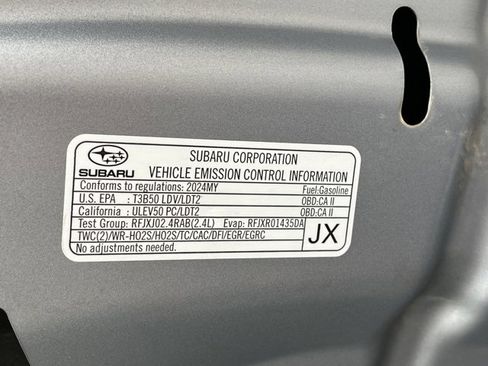 SUBARU
SUBARU CORPORATION
VEHICLE EMISSION CONTROL INFORMATION
Conforms to regulations: 2024MY Fuel:Gasoline
U.S. EPA : T3B50 LDV/LDT2 OBD:CA II
California : ULEV50 PC/LDT2 OBD:CA II
Test Group: RFJXJ02.4RAB(2.4L) Evap: RFJXR01435DA
TWC(2)/WR-HO2S/HO2S/TC/CAC/DFI/EGR/EGRC
No adjustments needed.
JX